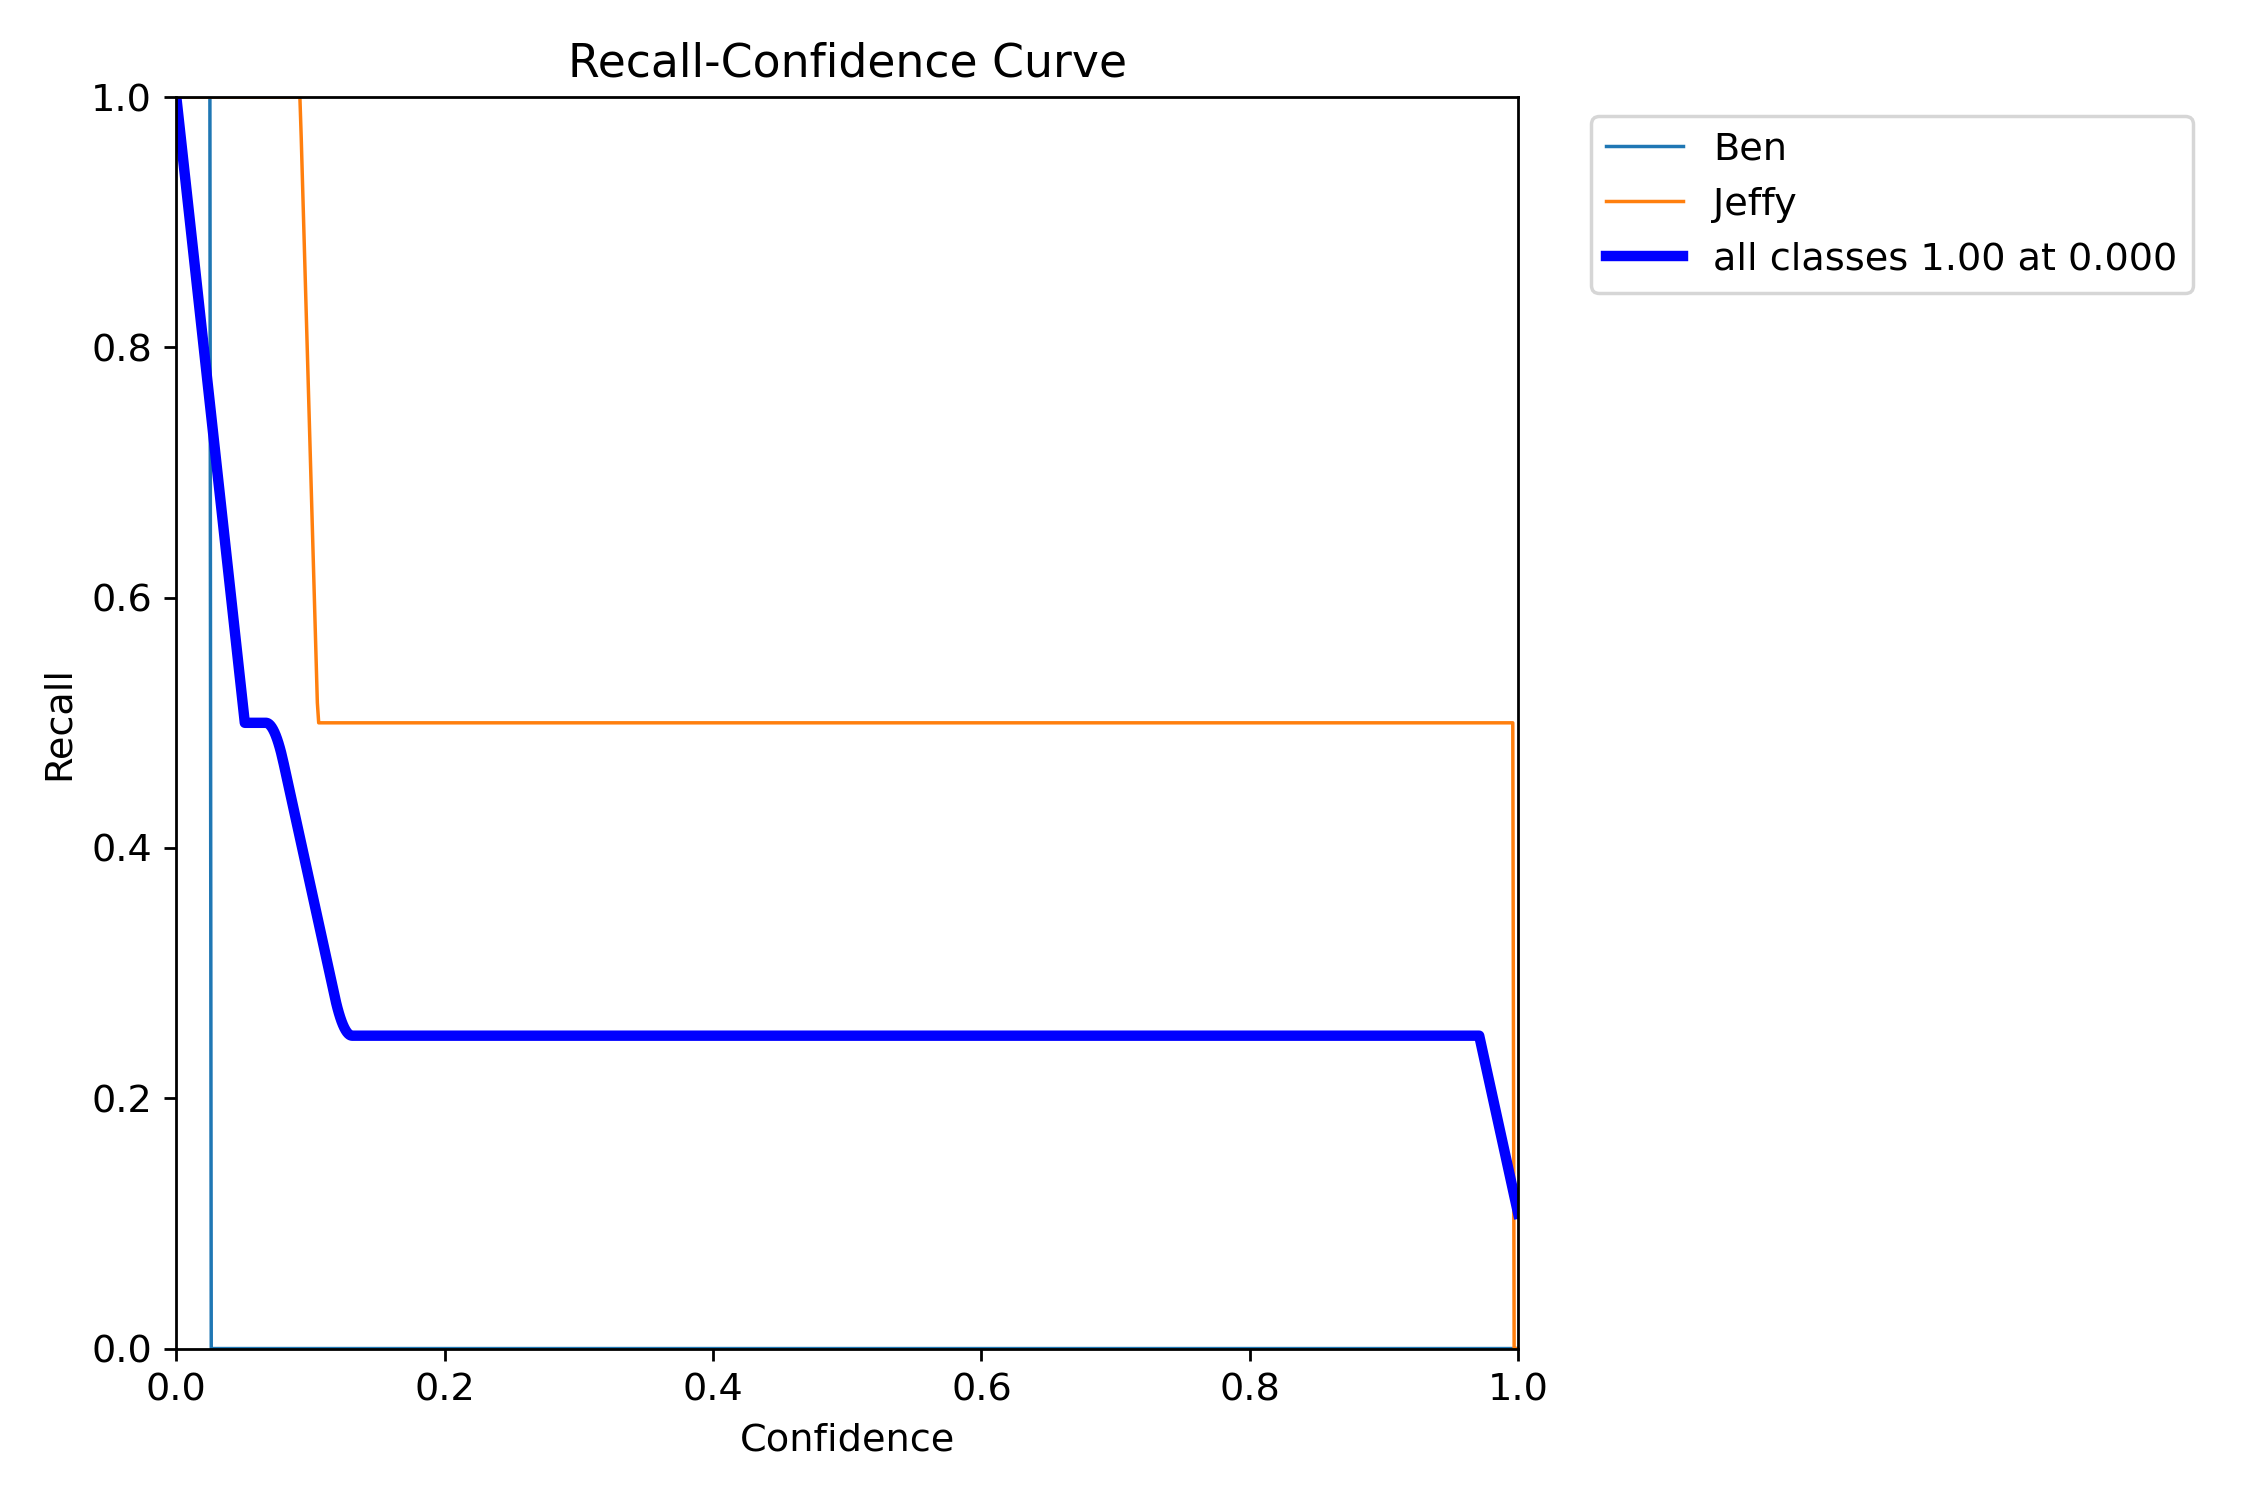 Recall-Confidence Curve
1.0
0.8
0.6
0.4
0.2
0.0
Recall
0.0 0.2 0.4 0.6 0.8 1.0
Confidence
Ben
Jeffy
all classes 1.00 at 0.000